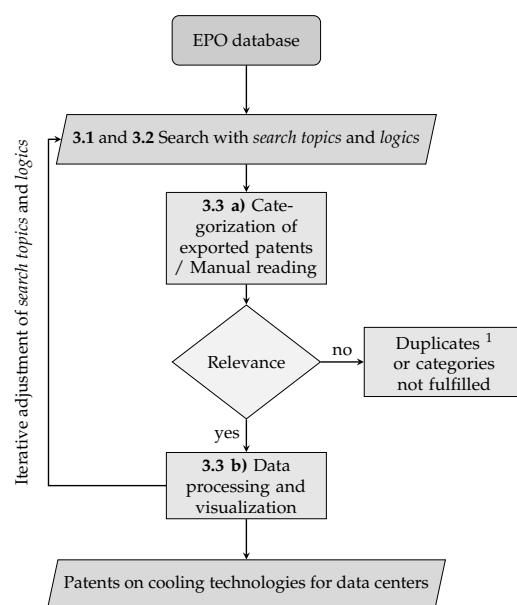 EPO database
3.1 and 3.2 Search with search topics and logics
3.3 a) Cate-
gorization of
exported patents
/ Manual reading
Relevance
no
Duplicates 1
or categories
not fulfilled
yes
3.3 b) Data
processing and
visualization
Iterative adjustment of search topics and logics
Patents on cooling technologies for data centers